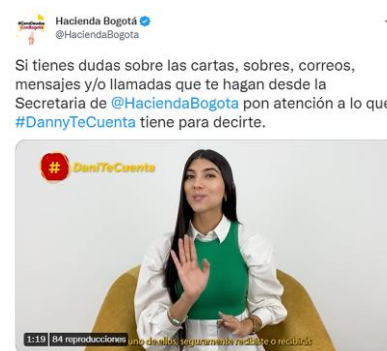 Hacienda Bogotá
@HaciendaBogota
Si tienes dudas sobre las cartas, sobres, correos,
mensajes y/o llamadas que te hagan desde la
Secretaria de @HaciendaBogota pon atención a lo que
#DannyTeCuenta tiene para decirte.
# DaniTeCuenta
1:19 84 reproducciones uno de ellos, seguramente recibiste o recibirás